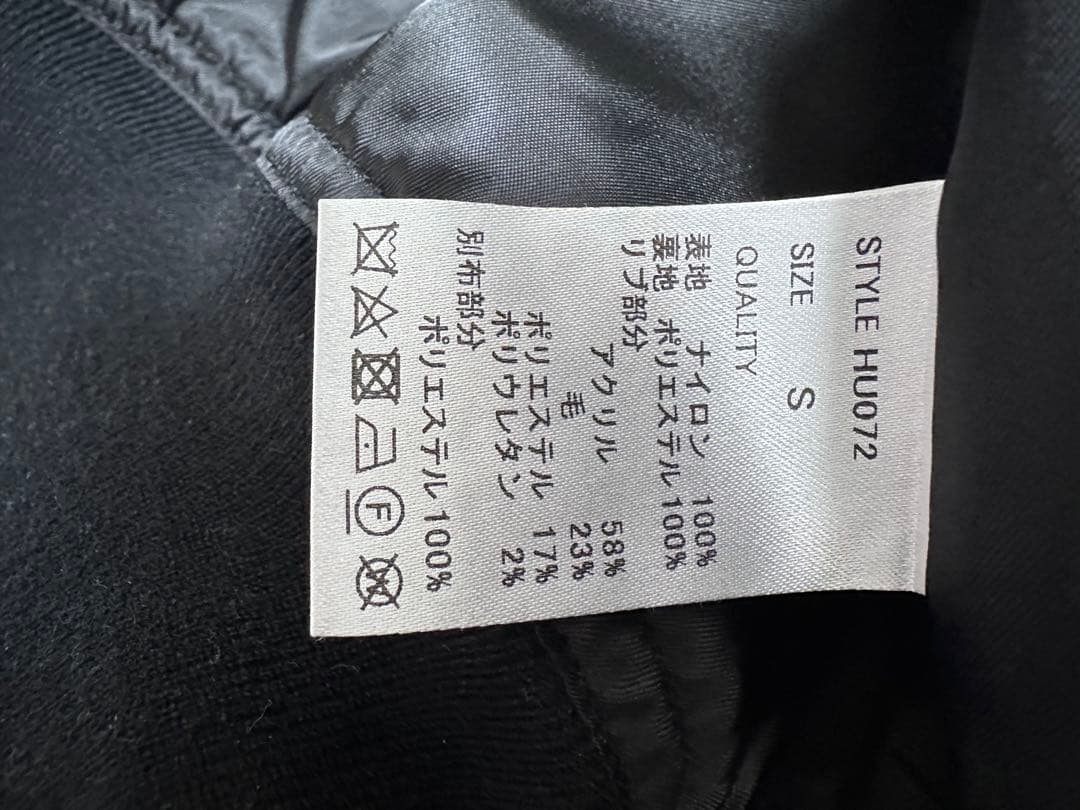 STYLE HU072
SIZE S
QUALITY
表地 ナイロン 100%
裏地 ポリエステル 100%
リブ部分
アクリル 58%
毛 23%
ポリエステル 17%
ポリウレタン 2%
別布部分
ポリエステル 100%
F
W